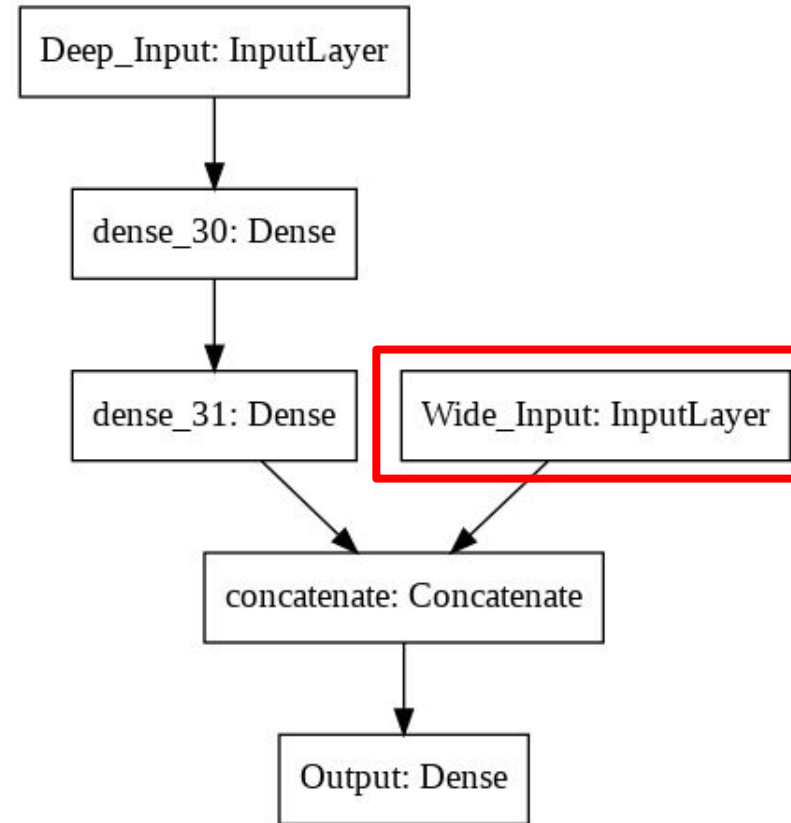 Deep_Input: InputLayer
dense_30: Dense
dense_31: Dense
Wide_Input: InputLayer
concatenate: Concatenate
Output: Dense